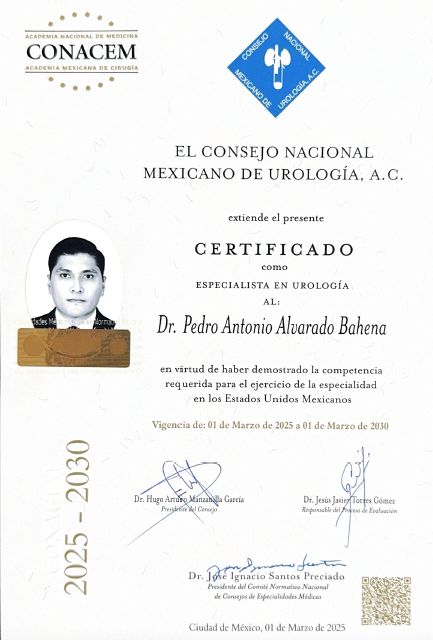 ACADEMIA NACIONAL DE MEDICINA
CONACEM
ACADEMIA MEXICANA DE CIRUGÍA
CONSEJO NACIONAL
MEXICANO DE UROLOGÍA, A.C.
EL CONSEJO NACIONAL
MEXICANO DE UROLOGÍA, A.C.
extiende el presente
CERTIFICADO
como
ESPECIALISTA EN UROLOGÍA
AL:
Dr. Pedro Antonio Alvarado Bahena
en virtud de haber demostrado la competencia
requerida para el ejercicio de la especialidad
en los Estados Unidos Mexicanos
Vigencia de: 01 de Marzo de 2025 a 01 de Marzo de 2030
2025 - 2030
Dr. Hugo Arturo Manzanilla García
Presidente del Consejo
Dr. Jesús Javier Torres Gómez
Responsable del Proceso de Evaluación
Dr. José Ignacio Santos Preciado
Presidente del Comité Normativo Nacional
de Consejos de Especialidades Médicas
Ciudad de México, 01 de Marzo de 2025